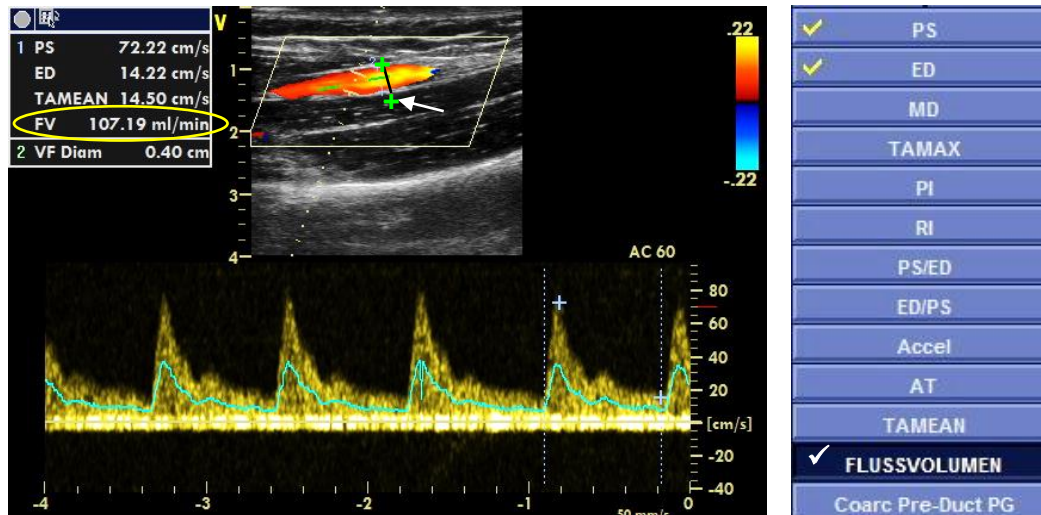 V
1 PS 72.22 cm/s
ED 14.22 cm/s
TAMEAN 14.50 cm/s
FV 107.19 ml/min
2 VF Diam 0.40 cm
1
2
3
4
.22
-.22
AC 60
80
60
40
20
[cm/s]
-20
-40
-4 -3 -2 -1 0
50 mm/s
PS
ED
MD
TAMAX
PI
RI
PS/ED
ED/PS
Accel
AT
TAMEAN
FLUSSVOLUMEN
Coarc Pre-Duct PG